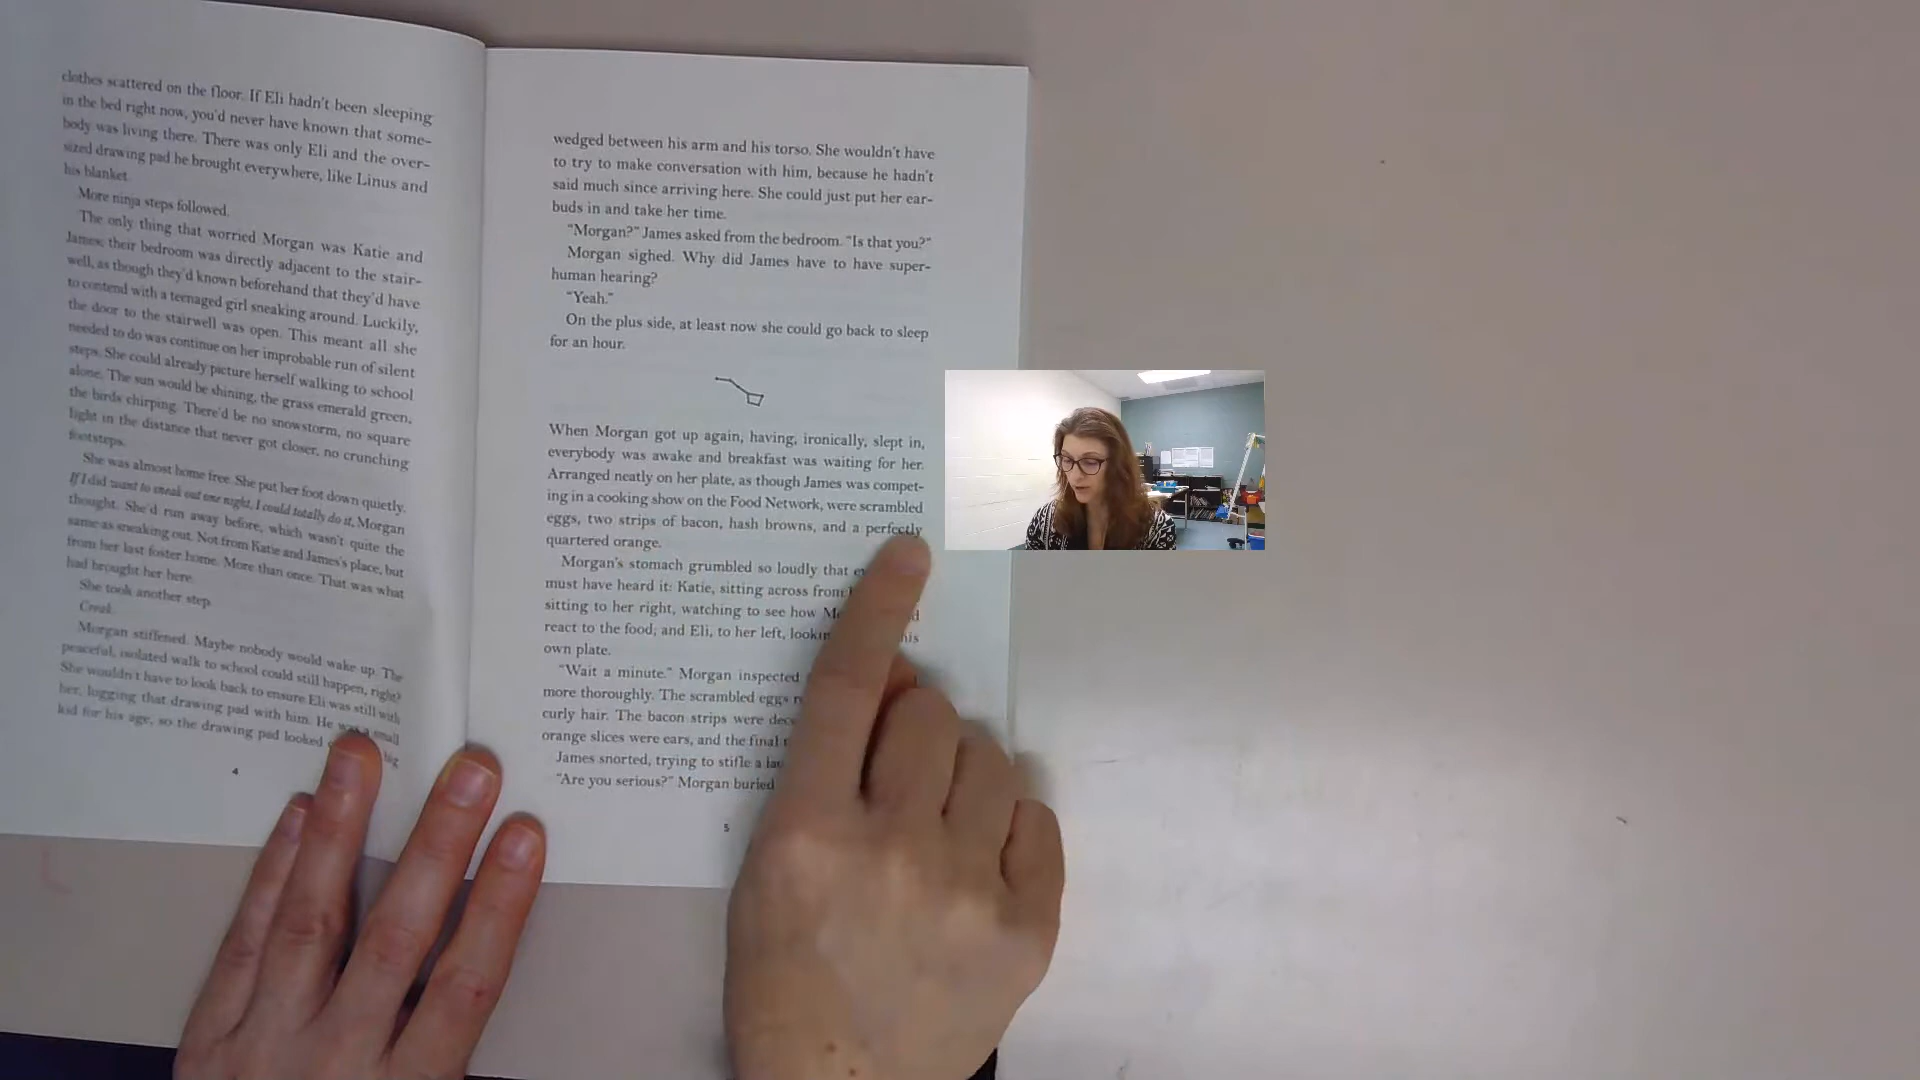 clothes scattered on the floor. If Eli hadn't been sleeping
in the bed right now, you'd never have known that some-
body was living there. There was only Eli and the over-
sized drawing pad he brought everywhere, like Linus and
his blanket.
More ninja steps followed.
The only thing that worried Morgan was Katie and
James; their bedroom was directly adjacent to the stair-
well, as though they'd known beforehand that they'd have
to contend with a teenaged girl sneaking around. Luckily,
the door to the stairwell was open. This meant all she
needed to do was continue on her improbable run of silent
steps. She could already picture herself walking to school
alone. The sun would be shining, the grass emerald green,
the birds chirping. There'd be no snowstorm, no square
light in the distance that never got closer, no crunching
footsteps.
She was almost home free. She put her foot down quietly.
If I did want to sneak out one night, I could totally do it, Morgan
thought. She'd run away before, which wasn't quite the
same as sneaking out. Not from Katie and James's place, but
from her last foster home. More than once. That was what
had brought her here.
She took another step.
Creak.
Morgan stiffened. Maybe nobody would wake up. The
peaceful, isolated walk to school could still happen, right?
She wouldn't have to look back to ensure Eli was still with
her, lugging that drawing pad with him. He was a small
kid for his age, so the drawing pad looked big
4
wedged between his arm and his torso. She wouldn't have
to try to make conversation with him, because he hadn't
said much since arriving here. She could just put her ear-
buds in and take her time.
"Morgan?" James asked from the bedroom. "Is that you?"
Morgan sighed. Why did James have to have super-
human hearing?
"Yeah."
On the plus side, at least now she could go back to sleep
for an hour.
When Morgan got up again, having, ironically, slept in,
everybody was awake and breakfast was waiting for her.
Arranged neatly on her plate, as though James was compet-
ing in a cooking show on the Food Network, were scrambled
eggs, two strips of bacon, hash browns, and a perfectly
quartered orange.
Morgan's stomach grumbled so loudly that
must have heard it: Katie, sitting across from
sitting to her right, watching to see how
react to the food; and Eli, to her left, his
own plate.
"Wait a minute." Morgan inspected
more thoroughly. The scrambled eggs
curly hair. The bacon strips were
orange slices were ears, and the final
James snorted, trying to stifle a
"Are you serious?" Morgan buried
5